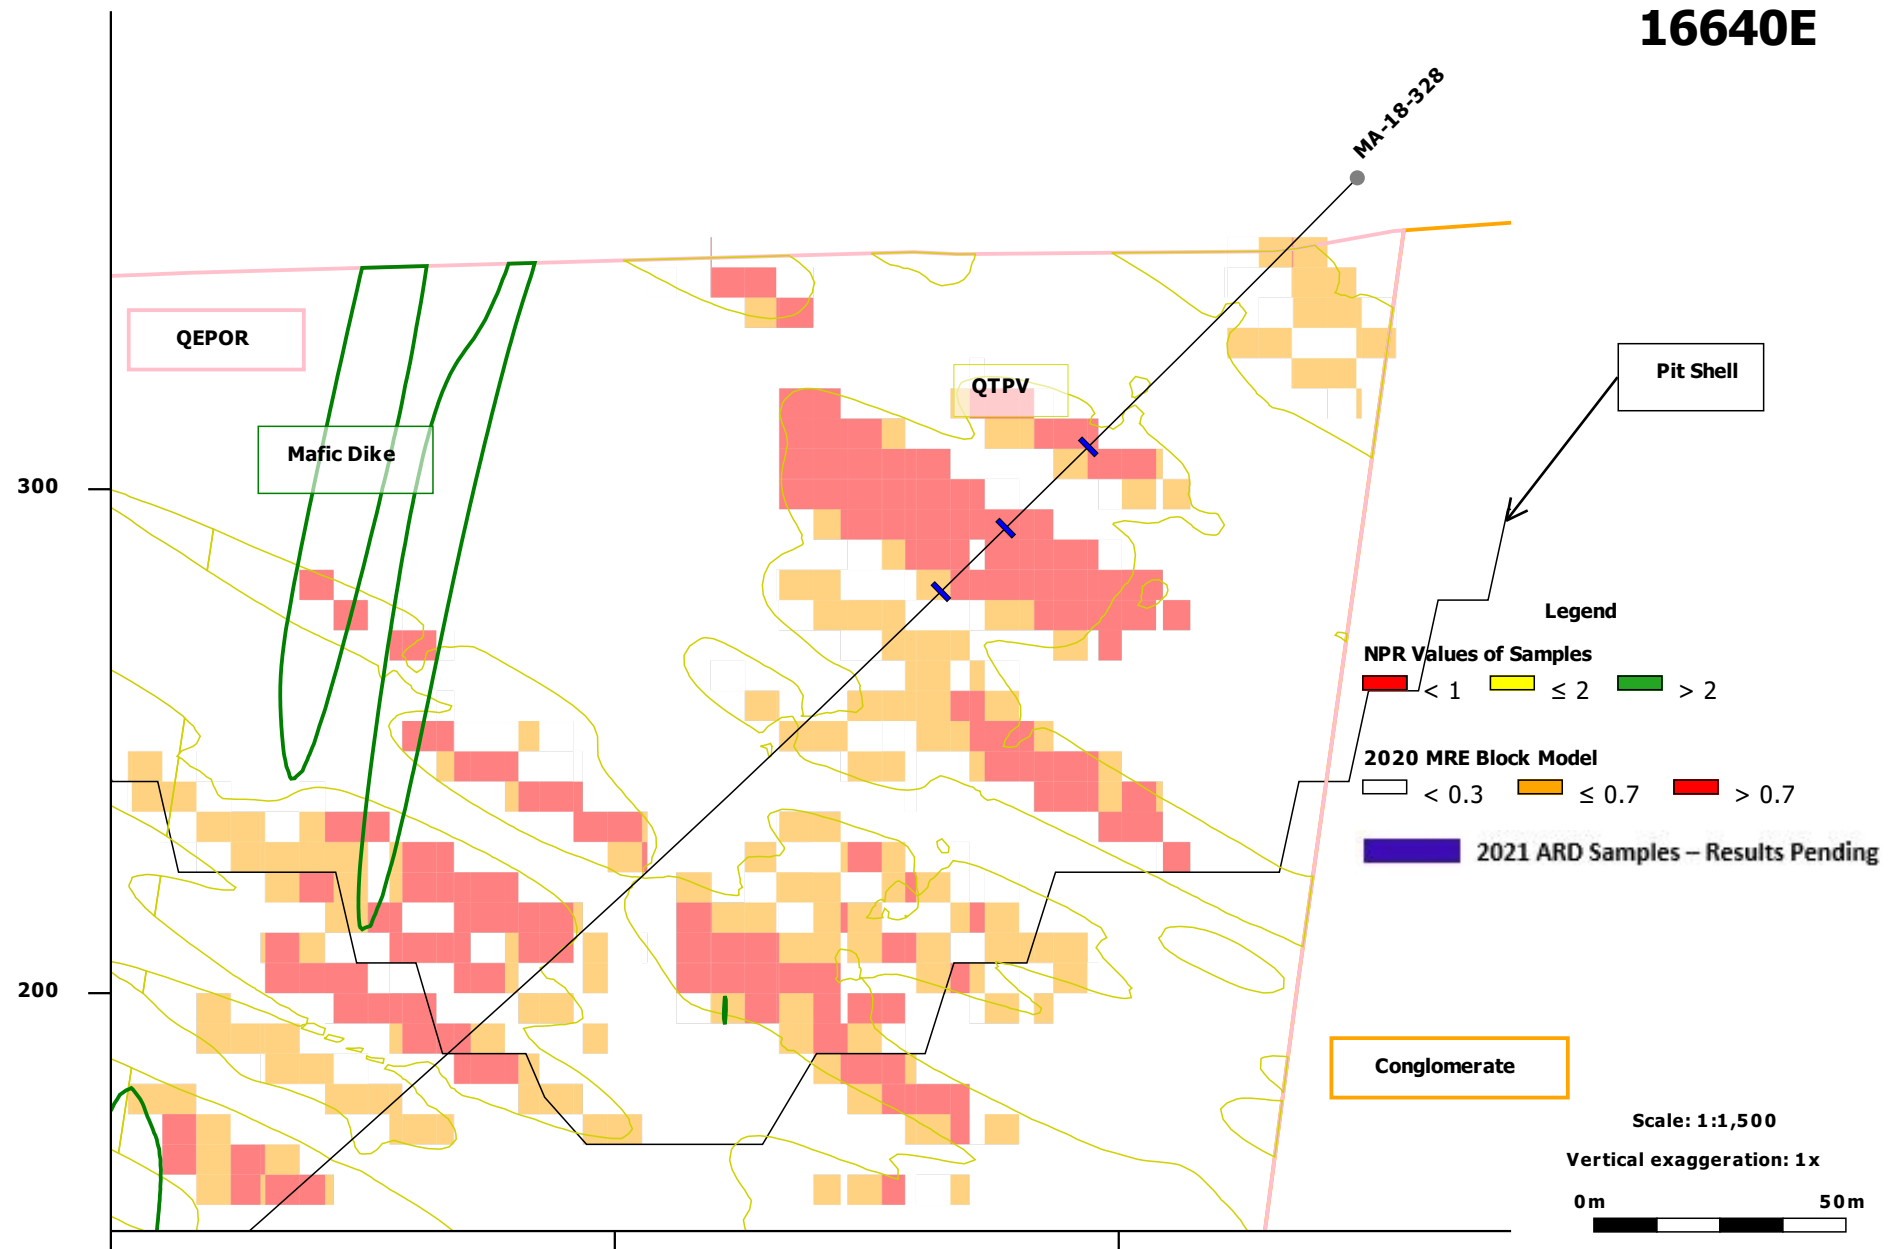 16640E
MA-18-328
QEPOR
Pit Shell
QTPV
Mafic Dike
300
Legend
NPR Values of Samples
< 1 ≤ 2 > 2
2020 MRE Block Model
< 0.3 ≤ 0.7 > 0.7
2021 ARD Samples – Results Pending
200
Conglomerate
Scale: 1:1,500
Vertical exaggeration: 1x
0m 50m